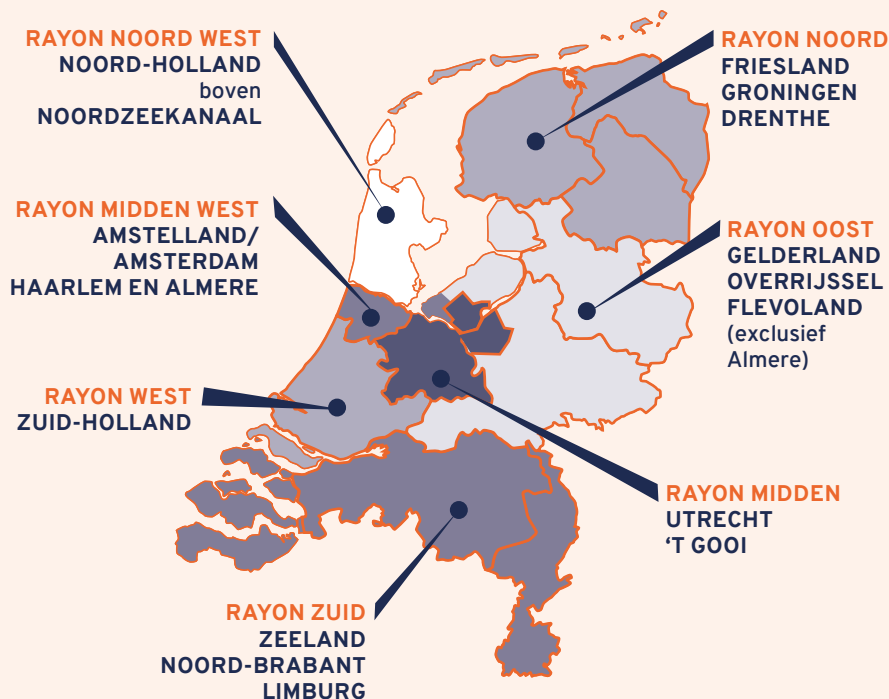 RAYON NOORD WEST
NOORD-HOLLAND
boven
NOORDZEEKANAAL
RAYON NOORD
FRIESLAND
GRONINGEN
DRENTHE
RAYON MIDDEN WEST
AMSTELLAND/
AMSTERDAM
HAARLEM EN ALMERE
RAYON OOST
GELDERLAND
OVERRIJSSEL
FLEVOLAND
(exclusief
Almere)
RAYON WEST
ZUID-HOLLAND
RAYON MIDDEN
UTRECHT
‘T GOOI
RAYON ZUID
ZEELAND
NOORD-BRABANT
LIMBURG